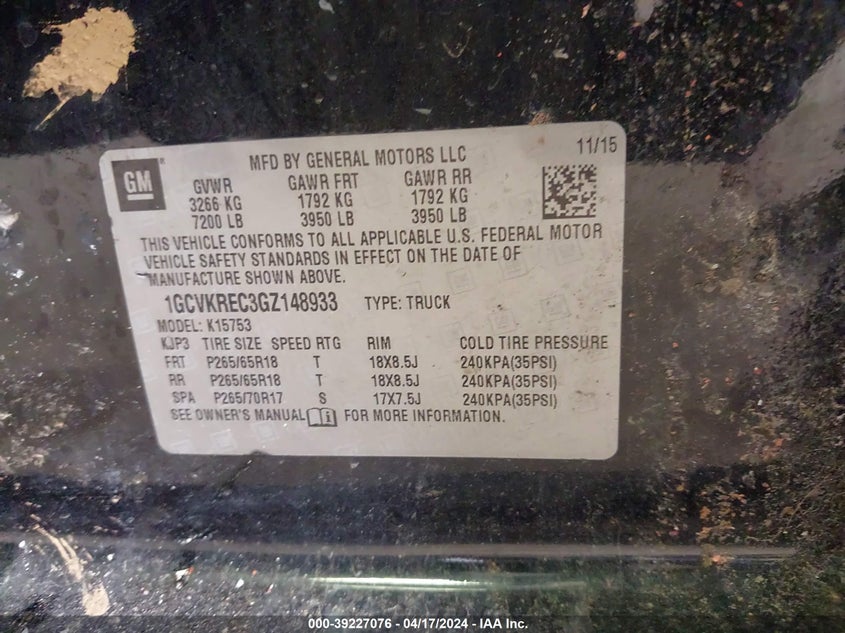 GM
MFD BY GENERAL MOTORS LLC 11/15
GVWR GAWR FRT GAWR RR
3266 KG 1792 KG 1792 KG
7200 LB 3950 LB 3950 LB
THIS VEHICLE CONFORMS TO ALL APPLICABLE U.S. FEDERAL MOTOR
VEHICLE SAFETY STANDARDS IN EFFECT ON THE DATE OF
MANUFACTURE SHOWN ABOVE.
1GCVKREC3GZ148933 TYPE: TRUCK
MODEL: K15753
KJP3 TIRE SIZE SPEED RTG RIM COLD TIRE PRESSURE
FRT P265/65R18 T 18X8.5J 240KPA(35PSI)
RR P265/65R18 T 18X8.5J 240KPA(35PSI)
SPA P265/70R17 S 17X7.5J 240KPA(35PSI)
SEE OWNER'S MANUAL FOR MORE INFORMATION.
000-39227076 - 04/17/2024 - IAA Inc.